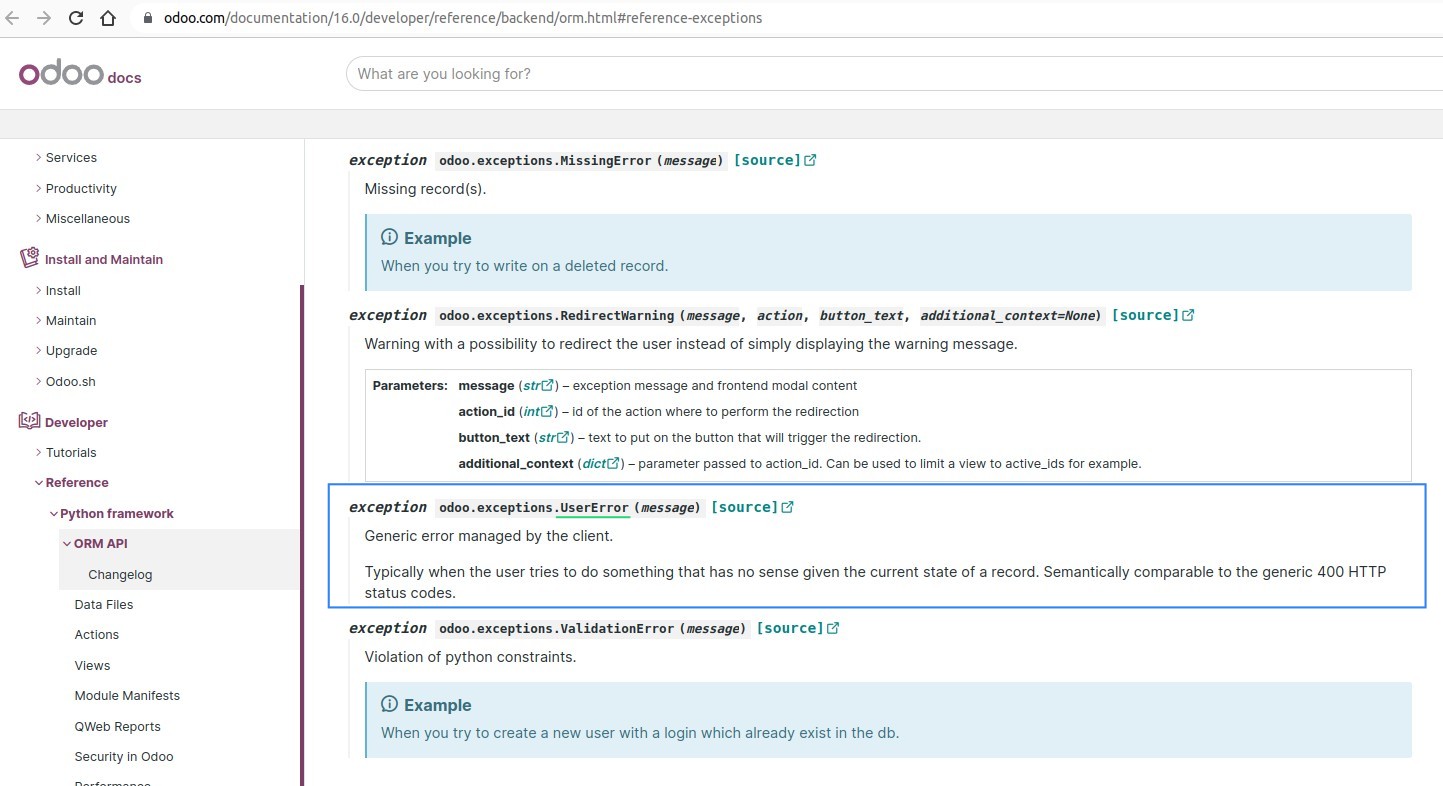 odoo.com/documentation/16.0/developer/reference/backend/orm.html#reference-exceptions
odoo docs
What are you looking for?
Services
Productivity
Miscellaneous
Install and Maintain
Install
Maintain
Upgrade
Odoo.sh
Developer
Tutorials
Reference
Python framework
ORM API
Changelog
Data Files
Actions
Views
Module Manifests
QWeb Reports
Security in Odoo
Performance
exception odoo.exceptions.MissingError (message) [source]
Missing record(s).
Example
When you try to write on a deleted record.
exception odoo.exceptions.RedirectWarning (message, action, button_text, additional_context=None) [source]
Warning with a possibility to redirect the user instead of simply displaying the warning message.
Parameters: message (str) – exception message and frontend modal content
action_id (int) – id of the action where to perform the redirection
button_text (str) – text to put on the button that will trigger the redirection.
additional_context (dict) – parameter passed to action_id. Can be used to limit a view to active_ids for example.
exception odoo.exceptions.UserError (message) [source]
Generic error managed by the client.
Typically when the user tries to do something that has no sense given the current state of a record. Semantically comparable to the generic 400 HTTP
status codes.
exception odoo.exceptions.ValidationError (message) [source]
Violation of python constraints.
Example
When you try to create a new user with a login which already exist in the db.